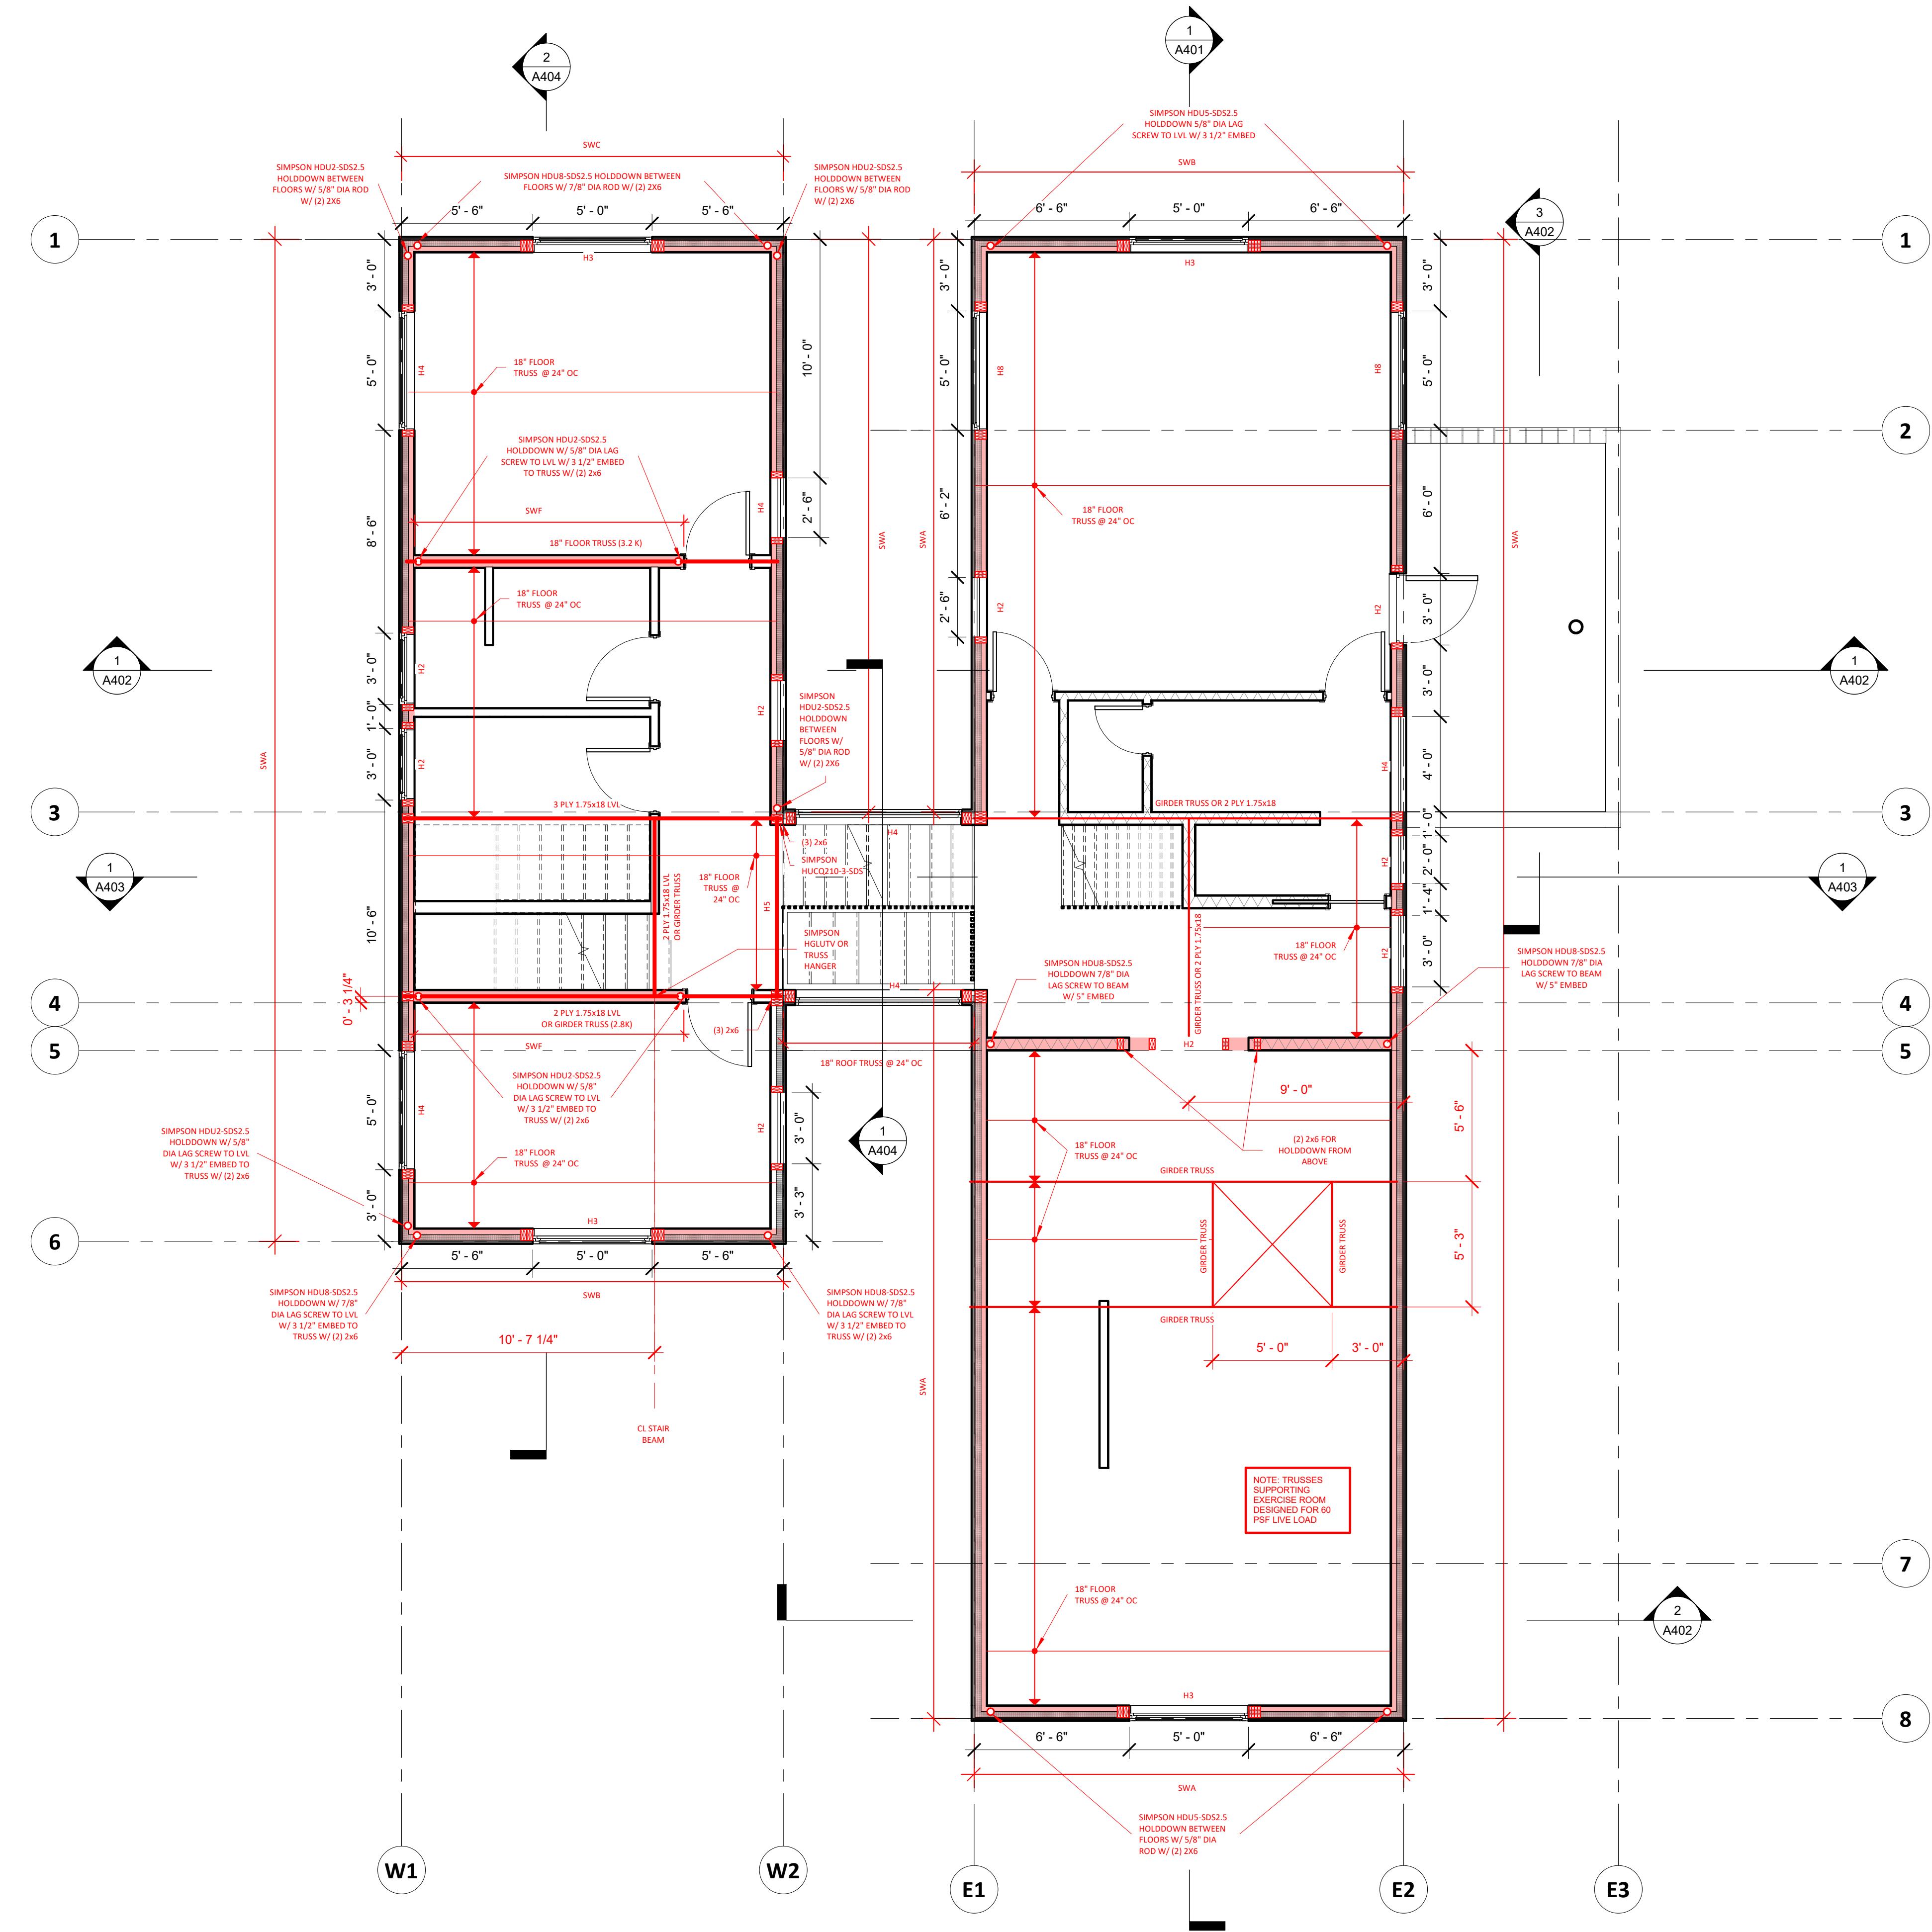 1
A401
2
A404
SIMPSON HDU5-SDS2.5
HOLDDOWN 5/8" DIA LAG
SCREW TO LVL W/ 3 1/2" EMBED
SWC
SWB
SIMPSON HDU2-SDS2.5
HOLDDOWN BETWEEN
FLOORS W/ 5/8" DIA ROD
W/ (2) 2X6
SIMPSON HDU8-SDS2.5 HOLDDOWN BETWEEN
FLOORS W/ 7/8" DIA ROD W/ (2) 2X6
SIMPSON HDU2-SDS2.5
HOLDDOWN BETWEEN
FLOORS W/ 5/8" DIA ROD
W/ (2) 2X6
5' - 6"
5' - 0"
5' - 6"
6' - 6"
5' - 0"
6' - 6"
3
A402
1
1
H3
H3
3' - 0"
3' - 0"
3' - 0"
10' - 0"
5' - 0"
H4
18" FLOOR
TRUSS @ 24" OC
5' - 0"
H8
H8
5' - 0"
2
SIMPSON HDU2-SDS2.5
HOLDDOWN W/ 5/8" DIA LAG
SCREW TO LVL W/ 3 1/2" EMBED
TO TRUSS W/ (2) 2x6
SWF
H4
2' - 6"
8' - 6"
18" FLOOR TRUSS (3.2 K)
SWA
SWA
6' - 2"
18" FLOOR
TRUSS @ 24" OC
6' - 0"
SWA
18" FLOOR
TRUSS @ 24" OC
2' - 6"
H2
H2
3' - 0"
1
A402
3' - 0"
H2
1' - 0"
H2
3' - 0"
1
A402
SIMPSON
HDU2-SDS2.5
HOLDDOWN
BETWEEN
FLOORS W/
5/8" DIA ROD
W/ (2) 2X6
SWA
3' - 0"
H2
H4
4' - 0"
3
3 PLY 1.75x18 LVL
GIRDER TRUSS OR 2 PLY 1.75x18
3
H4
1' - 0"
(3) 2x6
SIMPSON
HUCQ210-3-SDS
1
A403
18" FLOOR
TRUSS @
24" OC
2 PLY 1.75x18 LVL
OR GIRDER TRUSS
H5
H2
2' - 0"
1
A403
1' - 4"
10' - 6"
SIMPSON
HGLUTV OR
TRUSS
HANGER
GIRDER TRUSS OR 2 PLY 1.75x18
18" FLOOR
TRUSS @ 24" OC
H2
3' - 0"
SIMPSON HDU8-SDS2.5
HOLDDOWN 7/8" DIA
LAG SCREW TO BEAM
W/ 5" EMBED
SIMPSON HDU8-SDS2.5
HOLDDOWN 7/8" DIA
LAG SCREW TO BEAM
W/ 5" EMBED
0' - 3 1/4"
H4
4
4
2 PLY 1.75x18 LVL
OR GIRDER TRUSS (2.8K)
(3) 2x6
SWF
5
H2
5
18" ROOF TRUSS @ 24" OC
SIMPSON HDU2-SDS2.5
HOLDDOWN W/ 5/8"
DIA LAG SCREW TO LVL
W/ 3 1/2" EMBED TO
TRUSS W/ (2) 2x6
9' - 0"
5' - 0"
H4
H2
3' - 0"
5' - 6"
SIMPSON HDU2-SDS2.5
HOLDDOWN W/ 5/8"
DIA LAG SCREW TO LVL
W/ 3 1/2" EMBED TO
TRUSS W/ (2) 2x6
1
A404
18" FLOOR
TRUSS @ 24" OC
(2) 2x6 FOR
HOLDDOWN FROM
ABOVE
18" FLOOR
TRUSS @ 24" OC
GIRDER TRUSS
3' - 0"
3' - 3"
H3
6
GIRDER TRUSS
GIRDER TRUSS
5' - 3"
5' - 6"
5' - 0"
5' - 6"
SWB
SIMPSON HDU8-SDS2.5
HOLDDOWN W/ 7/8"
DIA LAG SCREW TO LVL
W/ 3 1/2" EMBED TO
TRUSS W/ (2) 2x6
SIMPSON HDU8-SDS2.5
HOLDDOWN W/ 7/8"
DIA LAG SCREW TO LVL
W/ 3 1/2" EMBED TO
TRUSS W/ (2) 2x6
GIRDER TRUSS
10' - 7 1/4"
5' - 0"
3' - 0"
SWA
CL STAIR
BEAM
NOTE: TRUSSES
SUPPORTING
EXERCISE ROOM
DESIGNED FOR 60
PSF LIVE LOAD
7
18" FLOOR
TRUSS @ 24" OC
2
A402
H3
8
6' - 6"
5' - 0"
6' - 6"
SWA
SIMPSON HDU5-SDS2.5
HOLDDOWN BETWEEN
FLOORS W/ 5/8" DIA
ROD W/ (2) 2X6
W1
W2
E1
E2
E3